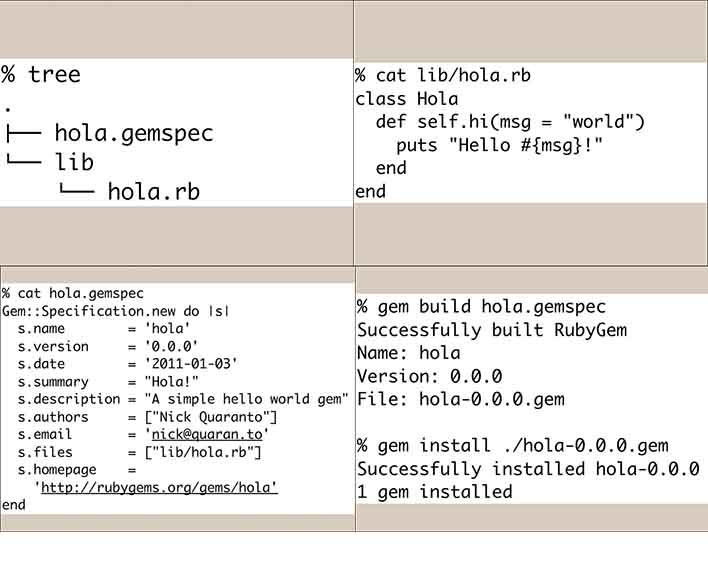 % tree
.
├── hola.gemspec
└── lib
    └── hola.rb
% cat lib/hola.rb
class Hola
  def self.hi(msg = "world")
    puts "Hello #{msg}!"
  end
end
% cat hola.gemspec
Gem::Specification.new do |s|
  s.name        = 'hola'
  s.version     = '0.0.0'
  s.date        = '2011-01-03'
  s.summary     = "Hola!"
  s.description = "A simple hello world gem"
  s.authors     = ["Nick Quaranto"]
  s.email       = 'nick@quaran.to'
  s.files       = ["lib/hola.rb"]
  s.homepage    =
    'http://rubygems.org/gems/hola'
end
% gem build hola.gemspec
Successfully built RubyGem
Name: hola
Version: 0.0.0
File: hola-0.0.0.gem

% gem install ./hola-0.0.0.gem
Successfully installed hola-0.0.0
1 gem installed